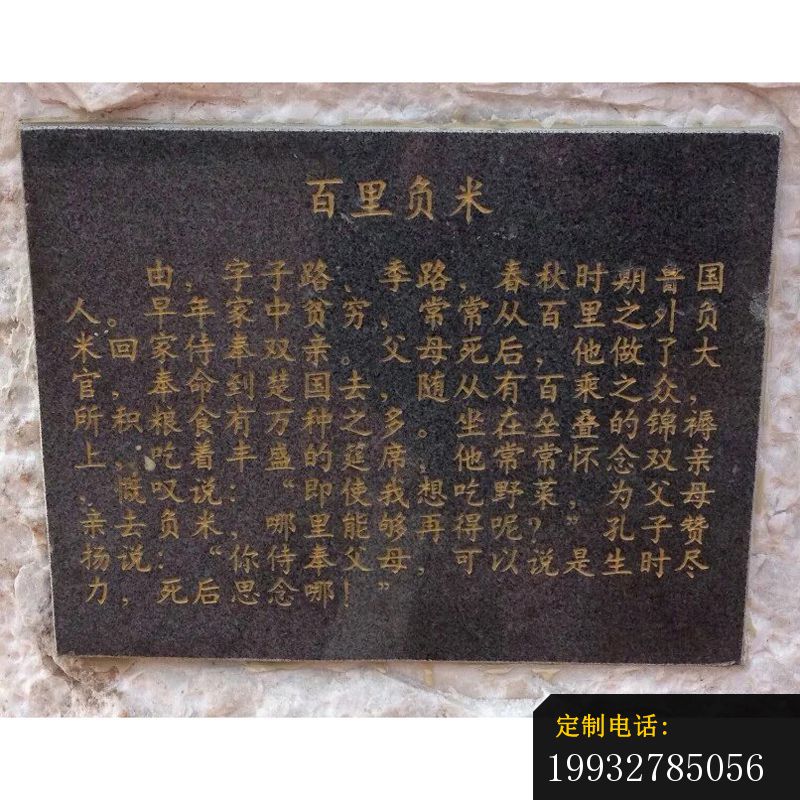 百里负米
由,字子路、季路,春秋时期鲁国
人。早年家中贫穷,常常从百里之外负
米回家侍奉双亲。父母死后,他做了大
官,奉命到楚国去,随从有百乘之众,
所积粮食有万种之多。坐在垒叠的锦褥
上,吃着丰盛的筵席,他常常怀念双亲
,慨叹说:“即使我想吃野菜,为父母
亲去负米,哪里能够再得呢?”孔子赞
扬说:“你侍奉父母,可以说是生时尽
力,死后思念哪!”
定制电话:
19932785056